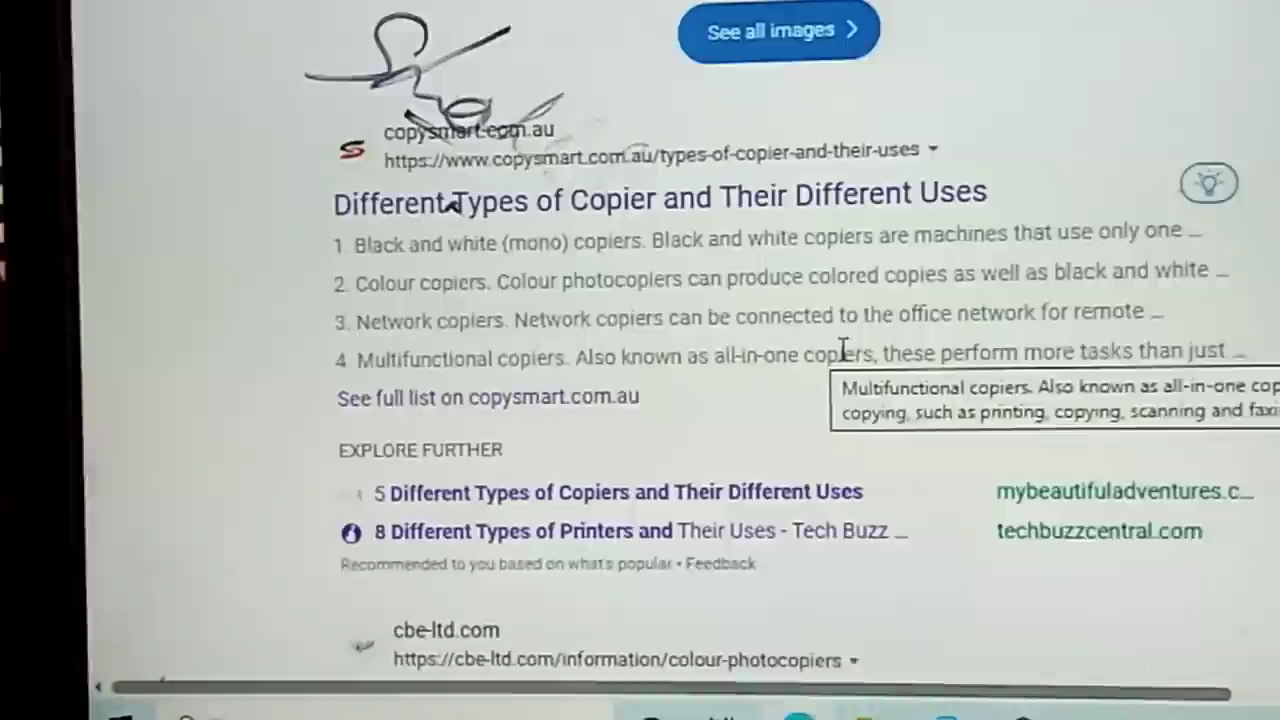 See all images
copysmart.com.au
https://www.copysmart.com.au/types-of-copier-and-their-uses
Different Types of Copier and Their Different Uses
1 Black and white (mono) copiers. Black and white copiers are machines that use only one ...
2. Colour copiers. Colour photocopiers can produce colored copies as well as black and white ...
3. Network copiers. Network copiers can be connected to the office network for remote ...
4 Multifunctional copiers. Also known as all-in-one copiers, these perform more tasks than just ...
Multifunctional copiers. Also known as all-in-one cop
copying, such as printing, copying, scanning and faxi
See full list on copysmart.com.au
EXPLORE FURTHER
5 Different Types of Copiers and Their Different Uses mybeautifuladventures.c...
8 Different Types of Printers and Their Uses - Tech Buzz ... techbuzzcentral.com
Recommended to you based on what's popular • Feedback
cbe-ltd.com
https://cbe-ltd.com/information/colour-photocopiers